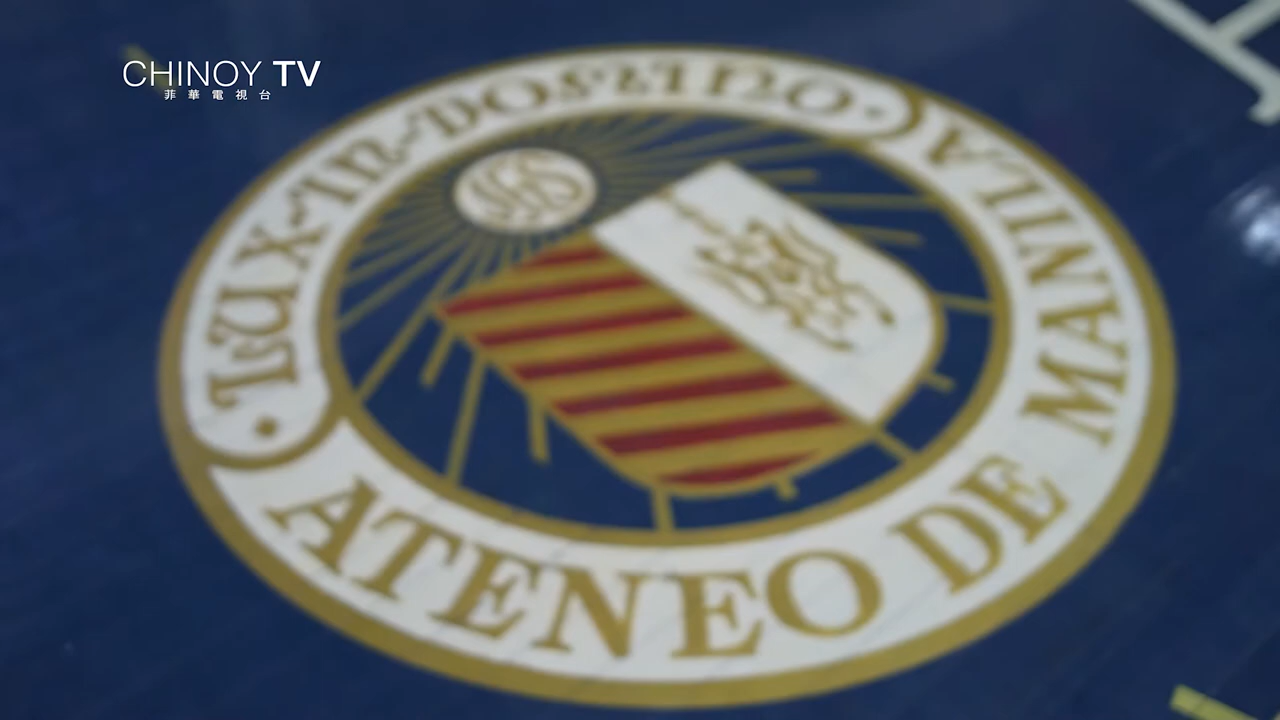 CHINOY TV
菲華電視台
LUX-IN-DOMINO
ATENEO DE MANILA